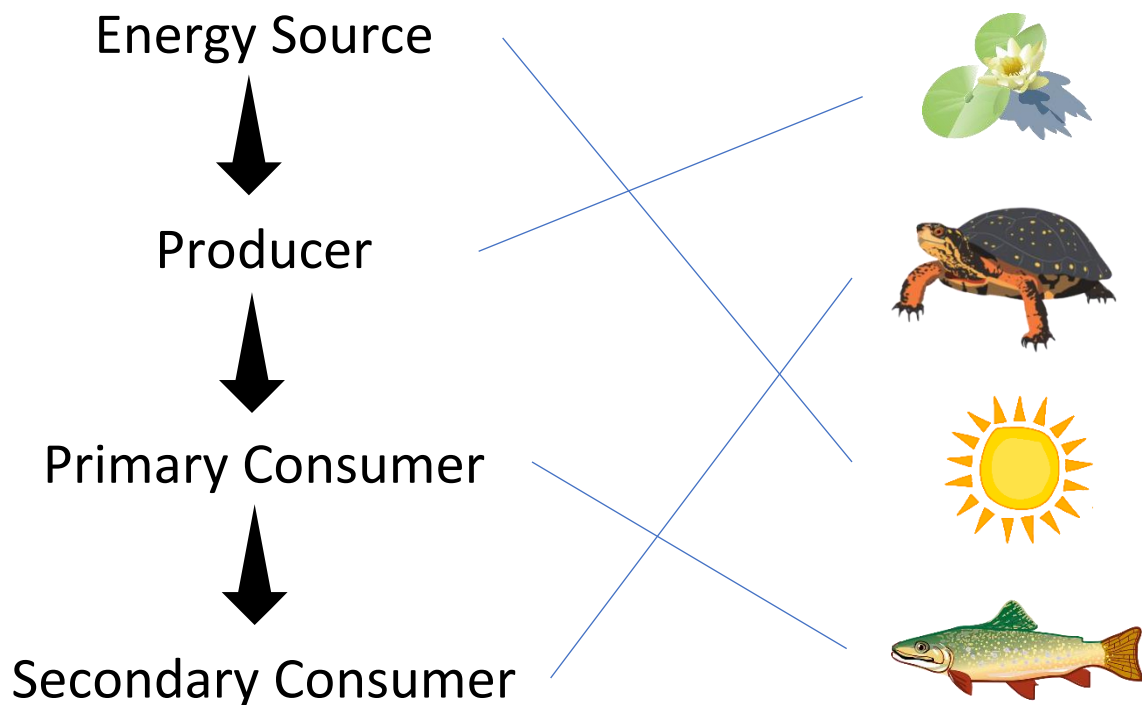 Energy Source
Producer
Primary Consumer
Secondary Consumer